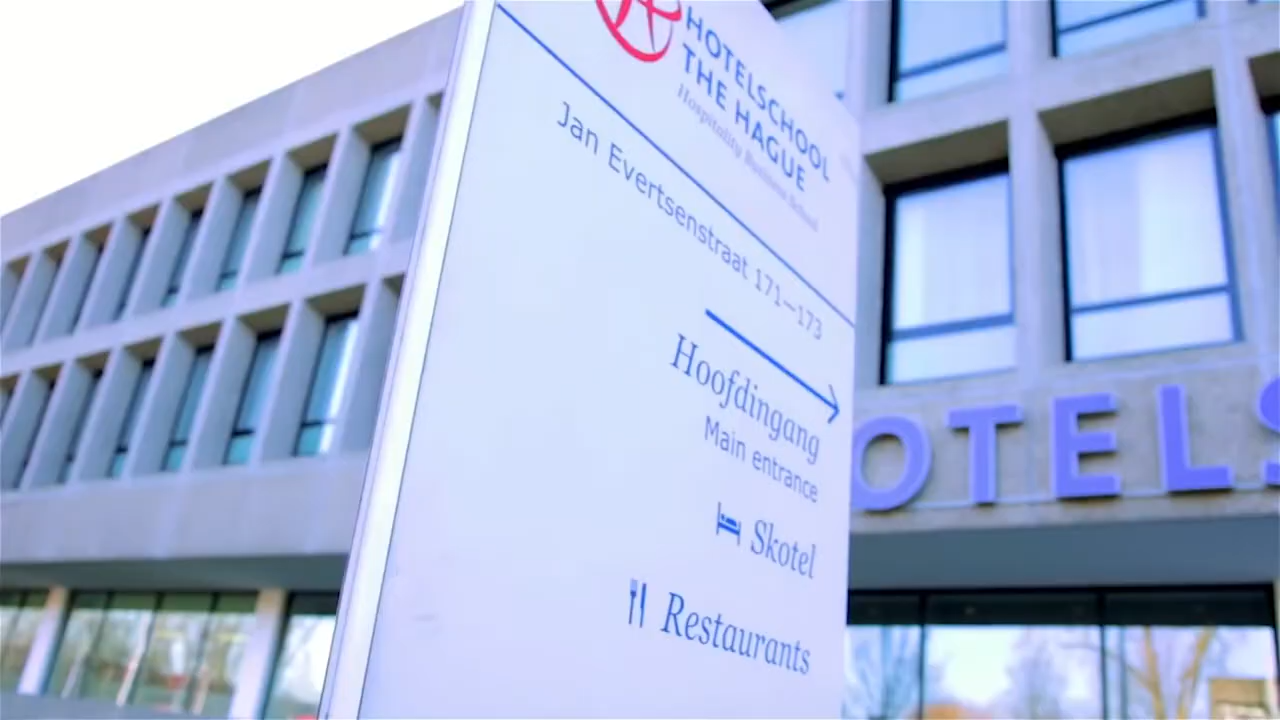 HOTELSCHOOL
THE HAGUE
Hospitality Business School
Jan Evertsenstraat 171—173
Hoofdingang
Main entrance
Skotel
Restaurants
OTELS